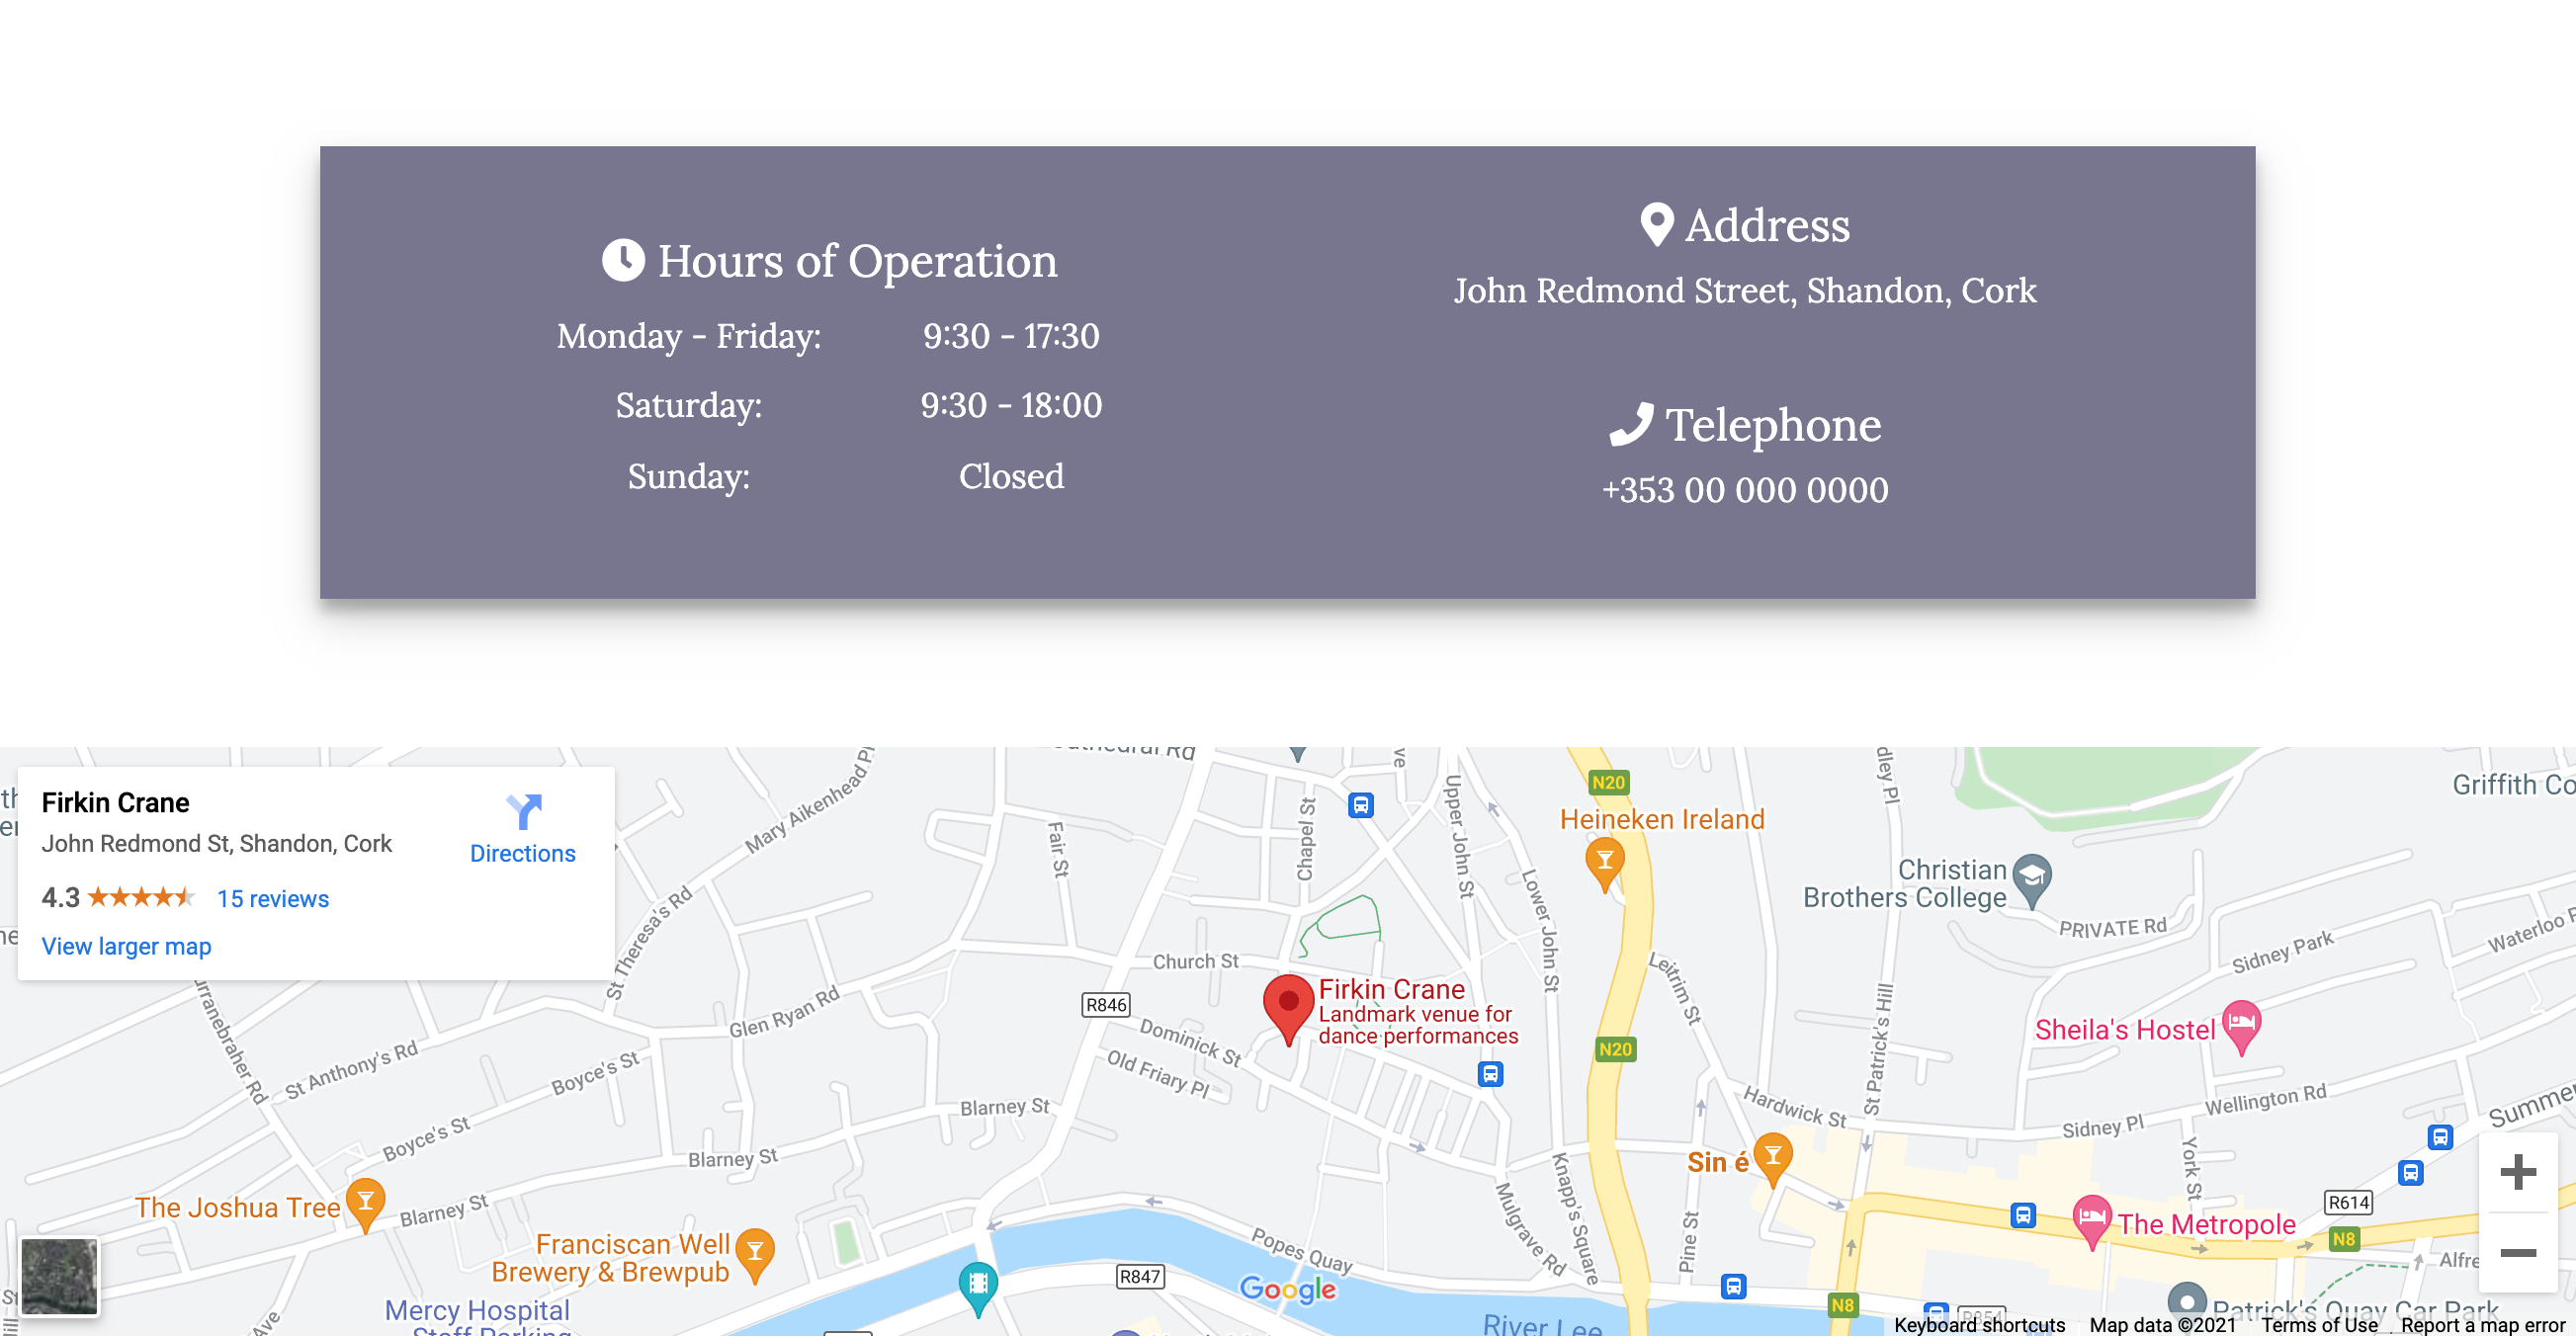 Hours of Operation
Monday - Friday: 9:30 - 17:30
Saturday: 9:30 - 18:00
Sunday: Closed
Address
John Redmond Street, Shandon, Cork
Telephone
+353 00 000 0000
Firkin Crane
John Redmond St, Shandon, Cork
4.3 15 reviews
View larger map
Directions
Mary Aikenhead Pl
Fair St
Chapel St
Upper John St
Lower John St
N20
Heineken Ireland
Christian
Brothers College
PRIVATE Rd
Sidney Park
St Theresa's Rd
Church St
R846
Firkin Crane
Landmark venue for
dance performances
Leitrim St
St Patrick's Hill
Sheila's Hostel
Glen Ryan Rd
Dominick St
Old Friary Pl
N20
St Anthony's Rd
Boyce's St
Blarney St
Hardwick St
Sidney Pl
Wellington Rd
Boyce's St
Blarney St
Sin é
York St
The Joshua Tree
Blarney St
Knapp's Square
Mulgrave Rd
Pine St
The Metropole
R614
N8
Franciscan Well
Brewery & Brewpub
Popes Quay
R847
Google
N8
Mercy Hospital
Staff Parking
Ave
River Lee
Patrick's Quay Car Park
Keyboard shortcuts Map data ©2021 Terms of Use Report a map error